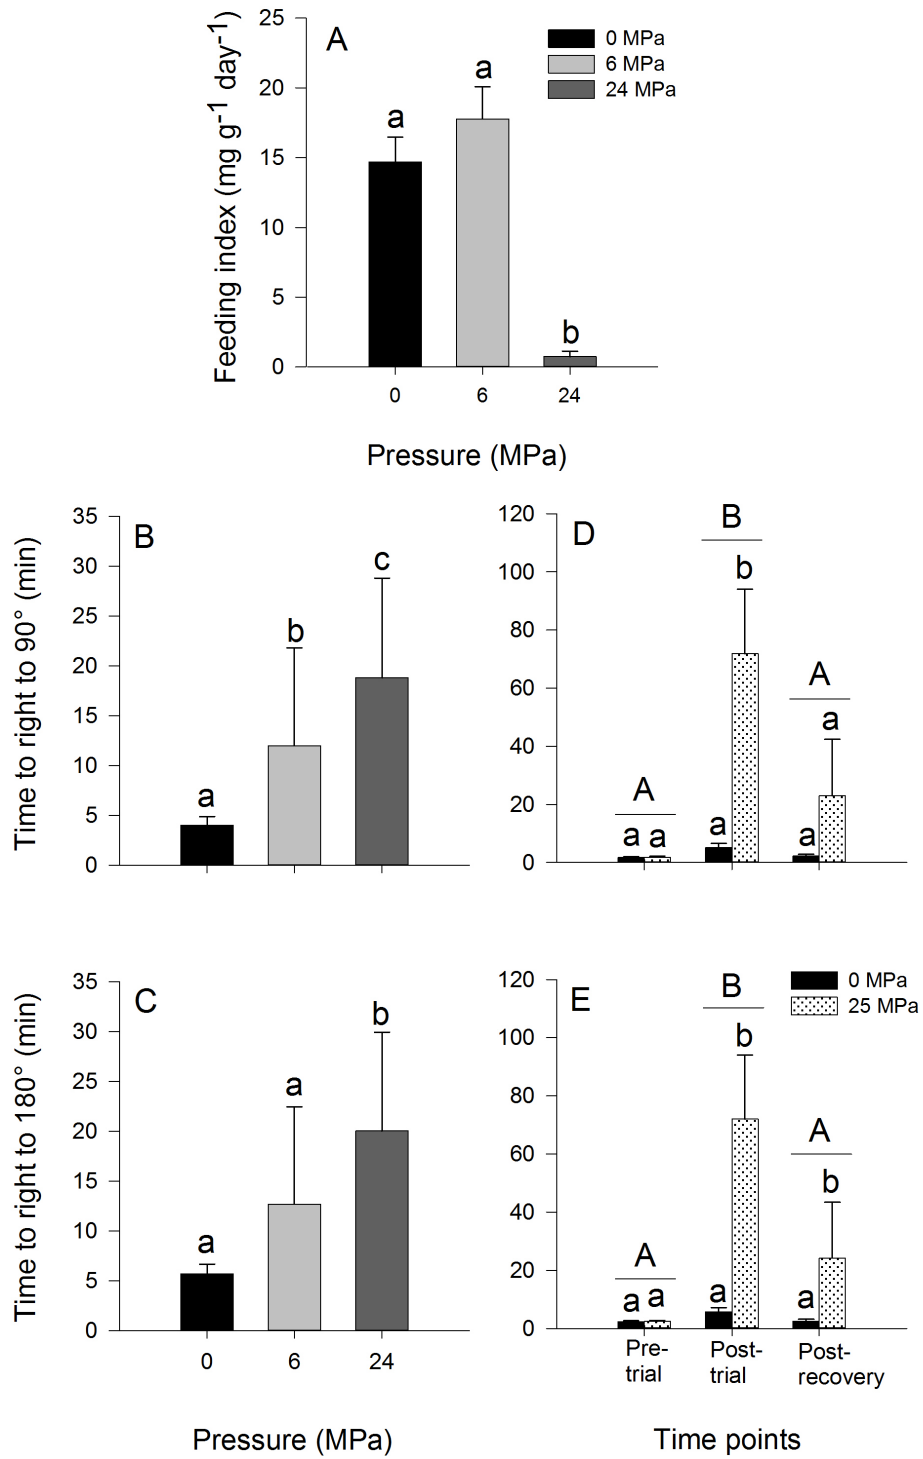 A
0 MPa
6 MPa
24 MPa
Feeding index (mg g-1 day-1)
25
20
15
10
5
0
a
a
b
0 6 24
Pressure (MPa)
B
Time to right to 90° (min)
35
30
25
20
15
10
5
0
a
b
c
D
120
100
80
60
40
20
0
A
B
A
a a
a
b
a
a
C
Time to right to 180° (min)
35
30
25
20
15
10
5
0
a
a
b
0 6 24
Pressure (MPa)
E
0 MPa
25 MPa
120
100
80
60
40
20
0
A
B
A
a a
a
b
a
b
Pre-
trial
Post-
trial
Post-
recovery
Time points